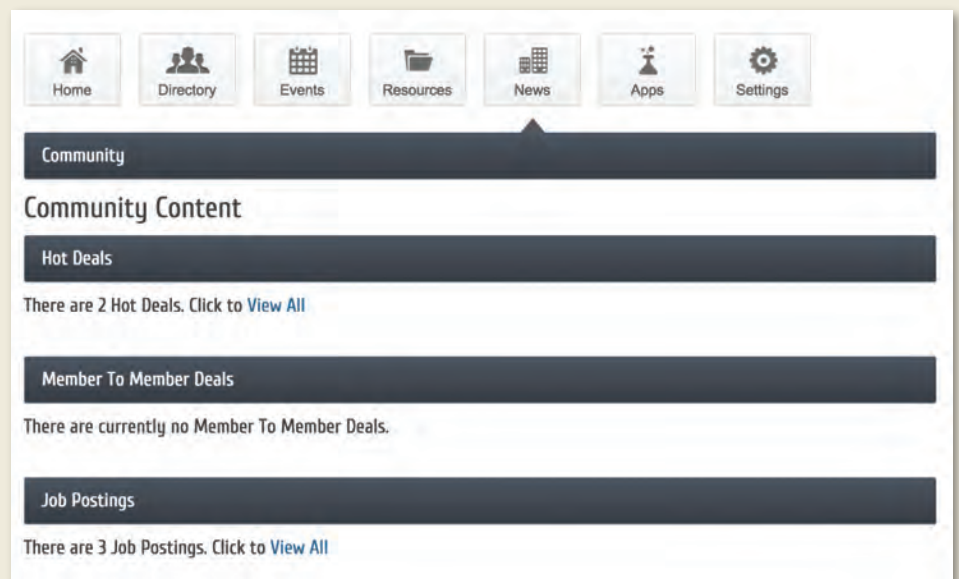 Home Directory Events Resources News Apps Settings
Community
Community Content
Hot Deals
There are 2 Hot Deals. Click to View All
Member To Member Deals
There are currently no Member To Member Deals.
Job Postings
There are 3 Job Postings. Click to View All